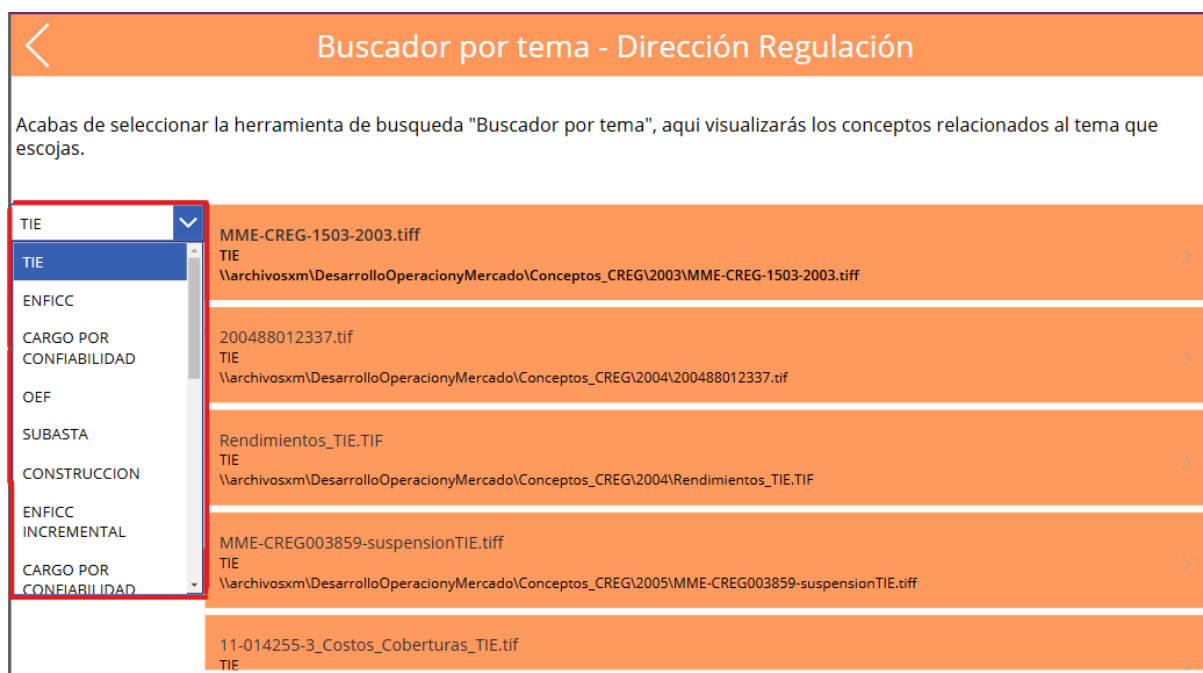 Buscador por tema - Dirección Regulación
Acabas de seleccionar la herramienta de busqueda "Buscador por tema", aqui visualizarás los conceptos relacionados al tema que
escojas.
TIE
TIE
ENFICC
CARGO POR
CONFIABILIDAD
OEF
SUBASTA
CONSTRUCCION
ENFICC
INCREMENTAL
CARGO POR
CONFIABILIDAD
MME-CREG-1503-2003.tiff
TIE
\\archivosxm\DesarrolloOperacionyMercado\Conceptos_CREG\2003\MME-CREG-1503-2003.tiff
200488012337.tif
TIE
\\archivosxm\DesarrolloOperacionyMercado\Conceptos_CREG\2004\200488012337.tif
Rendimientos_TIE.TIF
TIE
\\archivosxm\DesarrolloOperacionyMercado\Conceptos_CREG\2004\Rendimientos_TIE.TIF
MME-CREG003859-suspensionTIE.tiff
TIE
\\archivosxm\DesarrolloOperacionyMercado\Conceptos_CREG\2005\MME-CREG003859-suspensionTIE.tiff
11-014255-3_Costos_Coberturas_TIE.tif
TIE